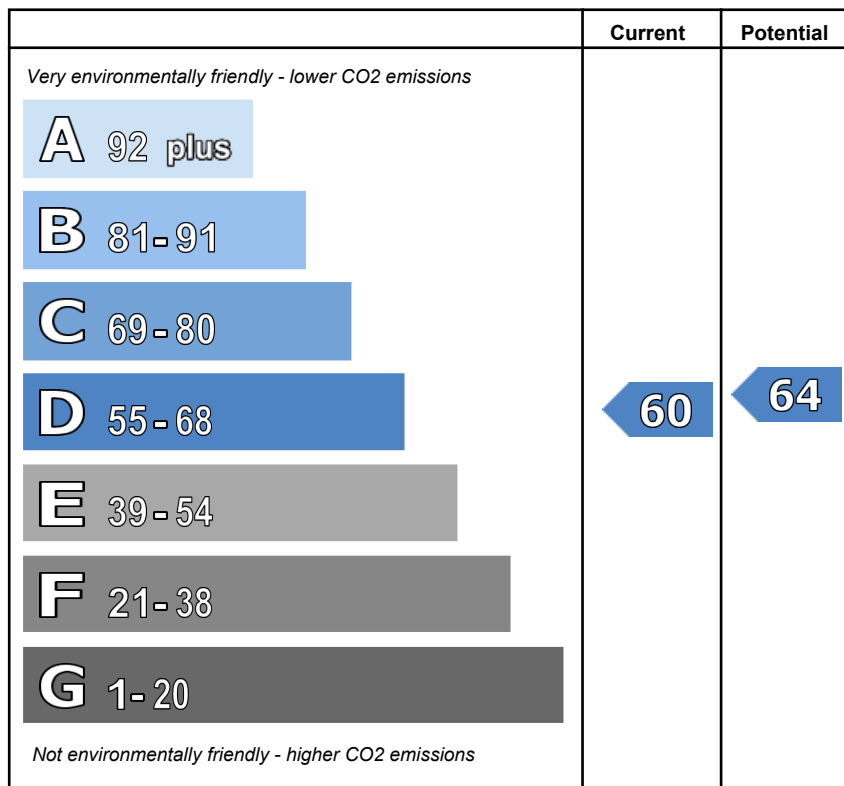 Current Potential
Very environmentally friendly - lower CO2 emissions
A 92 plus
B 81-91
C 69-80
D 55-68
60
64
E 39-54
F 21-38
G 1-20
Not environmentally friendly - higher CO2 emissions